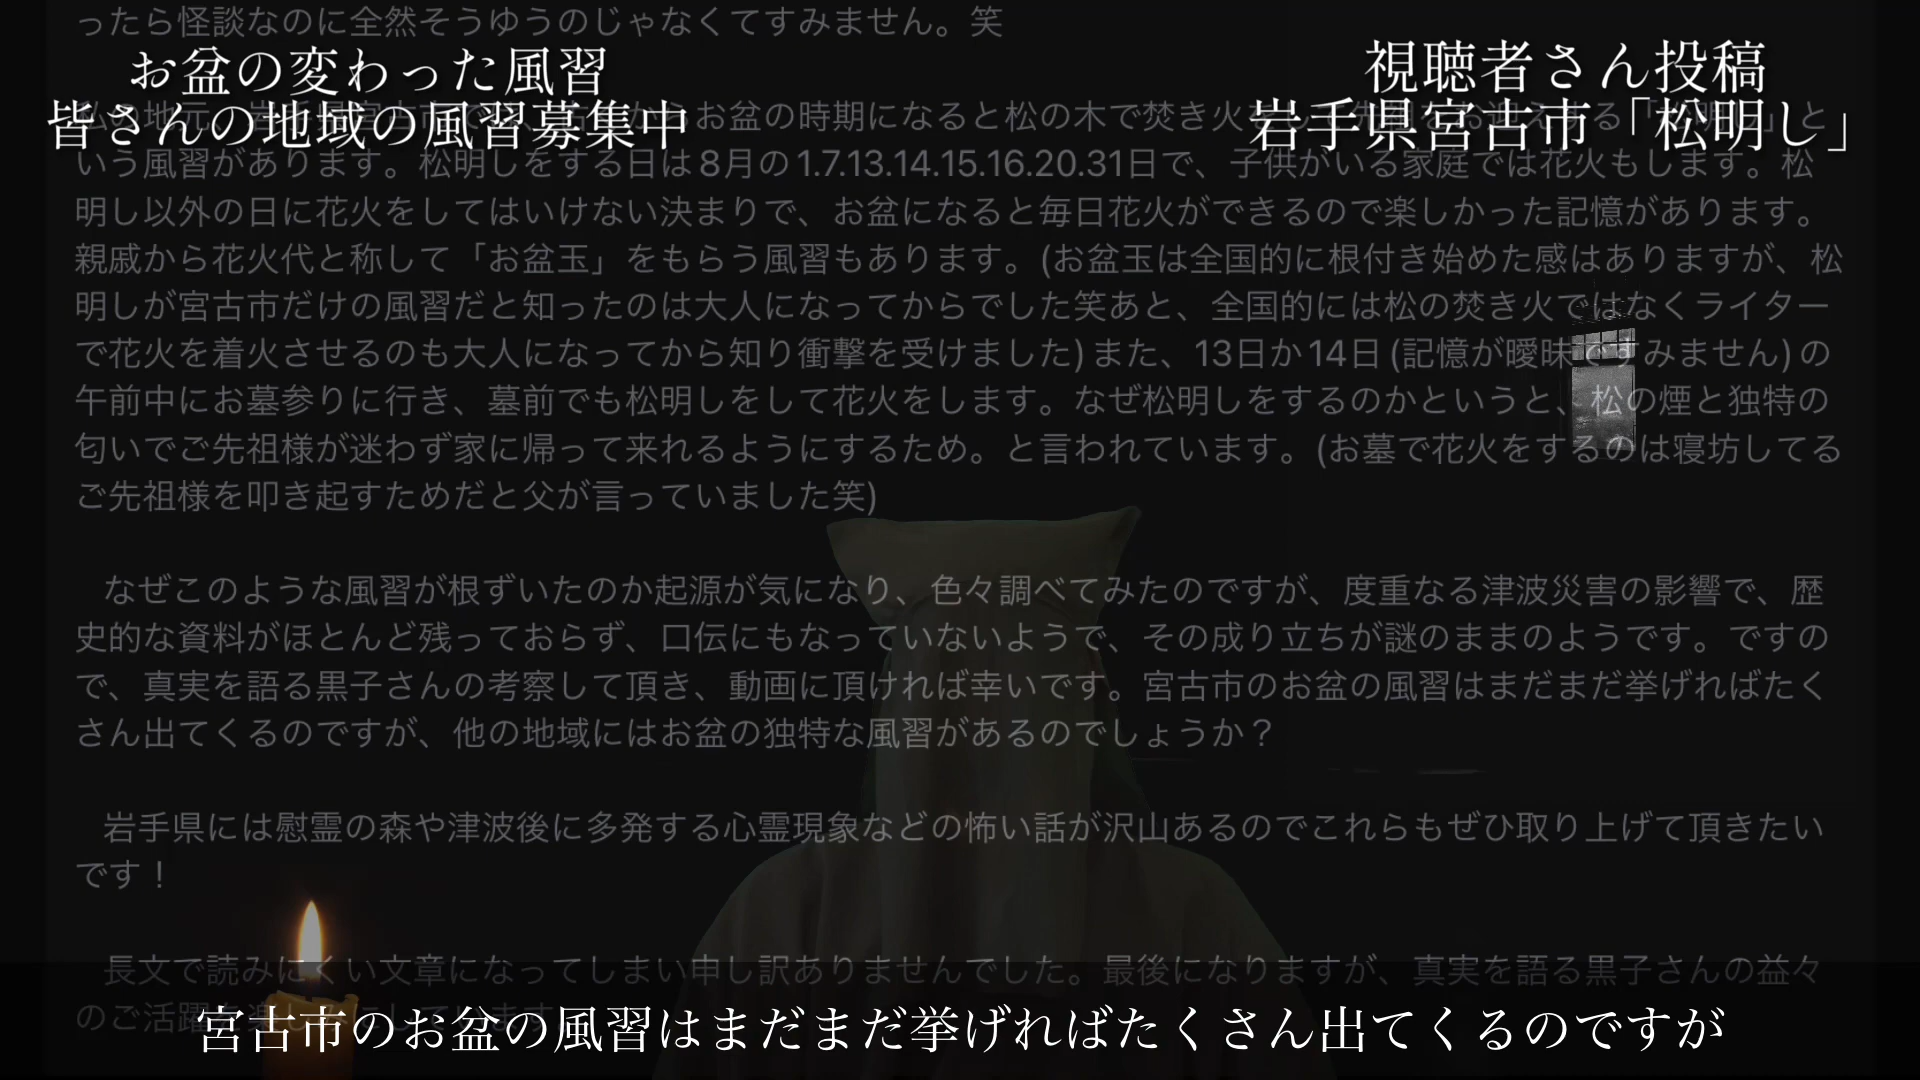 ったら怪談なのに全然そうゆうのじゃなくてすみません。笑
お盆の変わった風習
皆さんの地域の風習募集中
視聴者さん投稿
岩手県宮古市「松明し」
お盆の時期になると松の木で焚き火
いう風習があります。松明しをする日は8月の1.7.13.14.15.16.20.31日で、子供がいる家庭では花火もします。松
明し以外の日に花火をしてはいけない決まりで、お盆になると毎日花火ができるので楽しかった記憶があります。
親戚から花火代と称して「お盆玉」をもらう風習もあります。(お盆玉は全国的に根付き始めた感はありますが、松
明しが宮古市だけの風習だと知ったのは大人になってからでした笑あと、全国的には松の焚き火ではなくライター
で花火を着火させるのも大人になってから知り衝撃を受けました)また、13日か14日(記憶が曖昧ですみません)の
午前中にお墓参りに行き、墓前でも松明しをして花火をします。なぜ松明しをするのかというと、松の煙と独特の
匂いでご先祖様が迷わず家に帰って来れるようにするため。と言われています。(お墓で花火をするのは寝坊してる
ご先祖様を叩き起すためだと父が言っていました笑)
なぜこのような風習が根ずいたのか起源が気になり、色々調べてみたのですが、度重なる津波災害の影響で、歴
史的な資料がほとんど残っておらず、口伝にもなっていないようで、その成り立ちが謎のままのようです。ですの
で、真実を語る黒子さんの考察して頂き、動画に頂ければ幸いです。宮古市のお盆の風習はまだまだ挙げればたく
さん出てくるのですが、他の地域にはお盆の独特な風習があるのでしょうか？
岩手県には慰霊の森や津波後に多発する心霊現象などの怖い話が沢山あるのでこれらもぜひ取り上げて頂きたい
です！
長文で読みにくい文章になってしまい申し訳ありませんでした。最後になりますが、真実を語る黒子さんの益々
のご活躍
宮古市のお盆の風習はまだまだ挙げればたくさん出てくるのですが